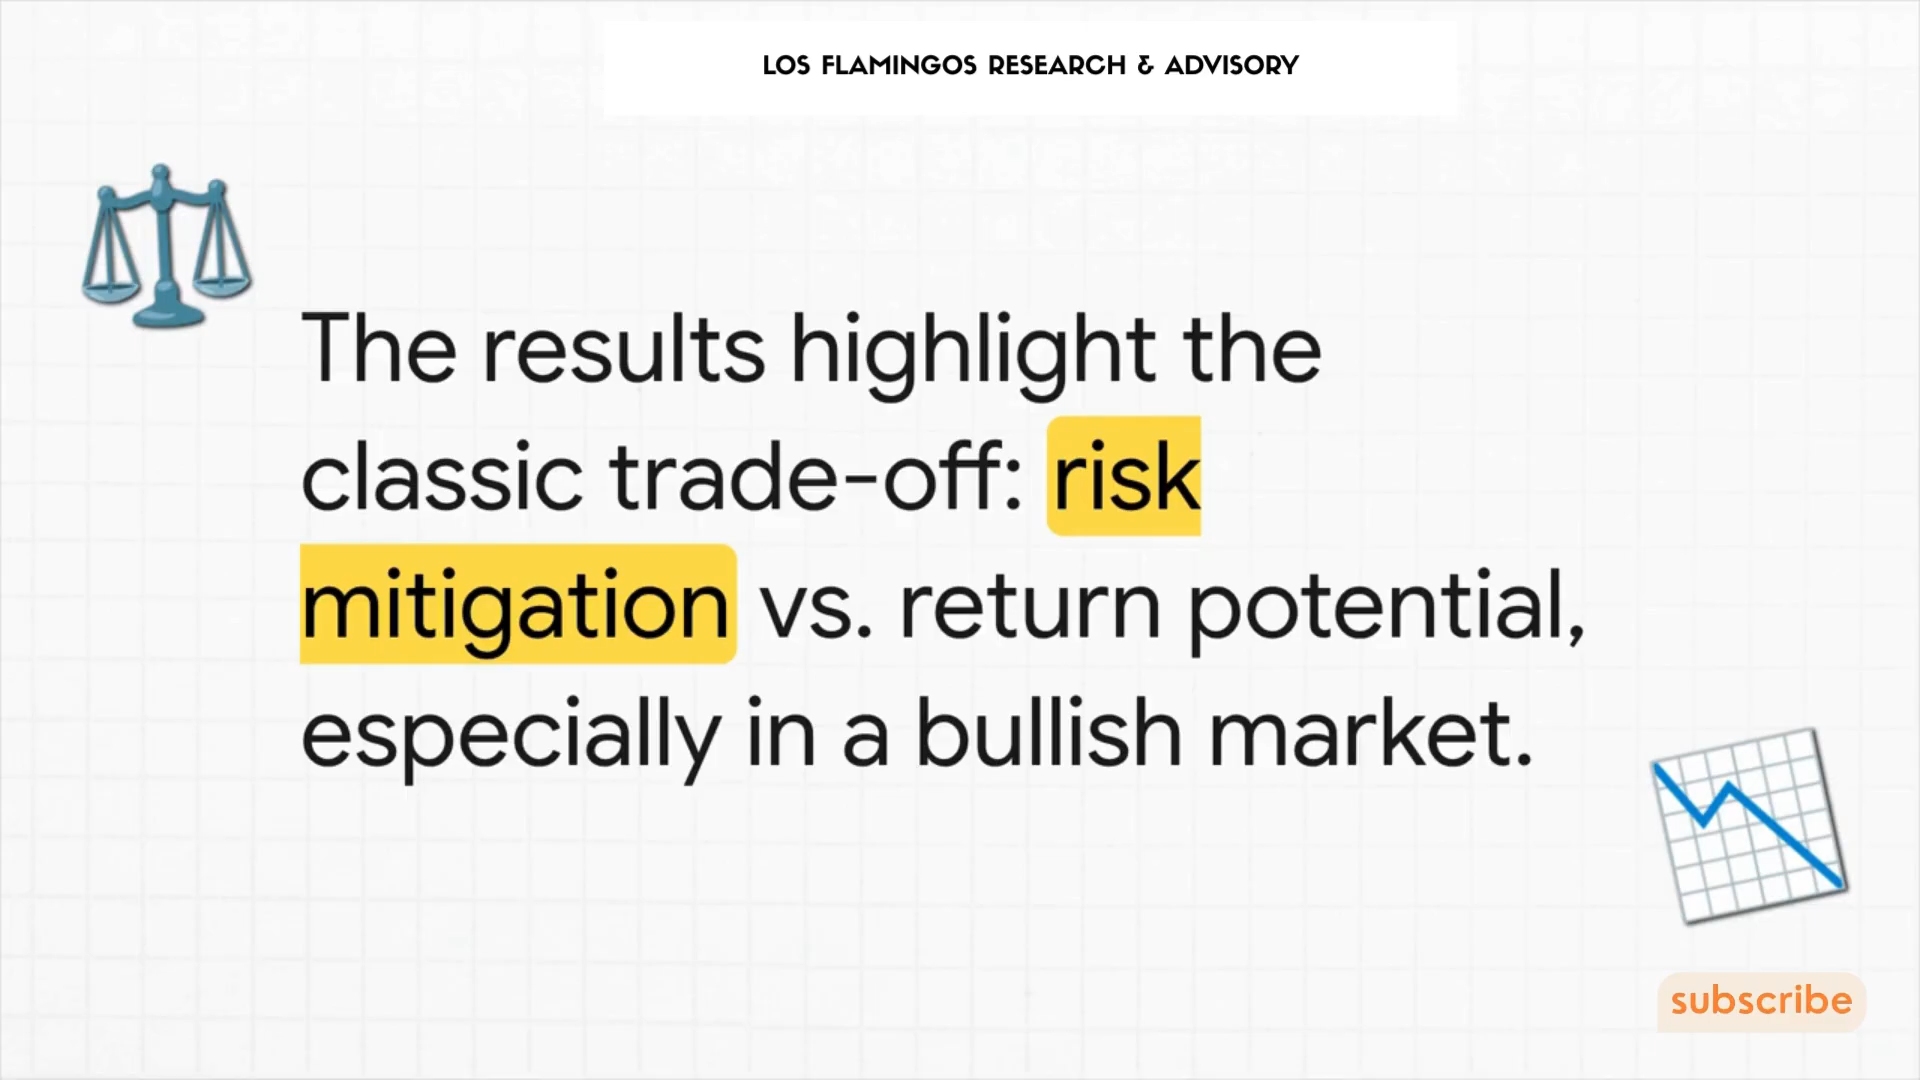 LOS FLAMINGOS RESEARCH & ADVISORY
The results highlight the
classic trade-off: risk
mitigation vs. return potential,
especially in a bullish market.
subscribe